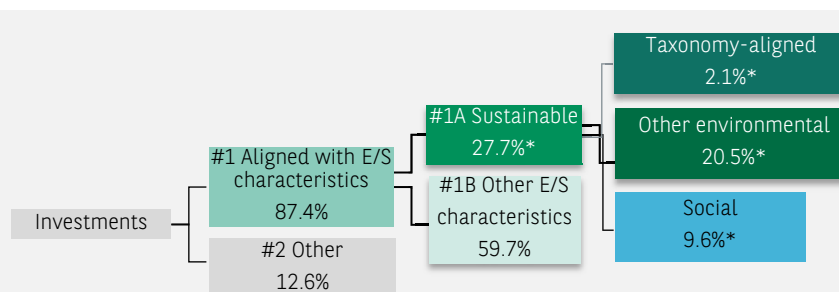 Investments
#1 Aligned with E/S
characteristics
87.4%
#2 Other
12.6%
#1A Sustainable
27.7%*
#1B Other E/S
characteristics
59.7%
Taxonomy-aligned
2.1%*
Other environmental
20.5%*
Social
9.6%*